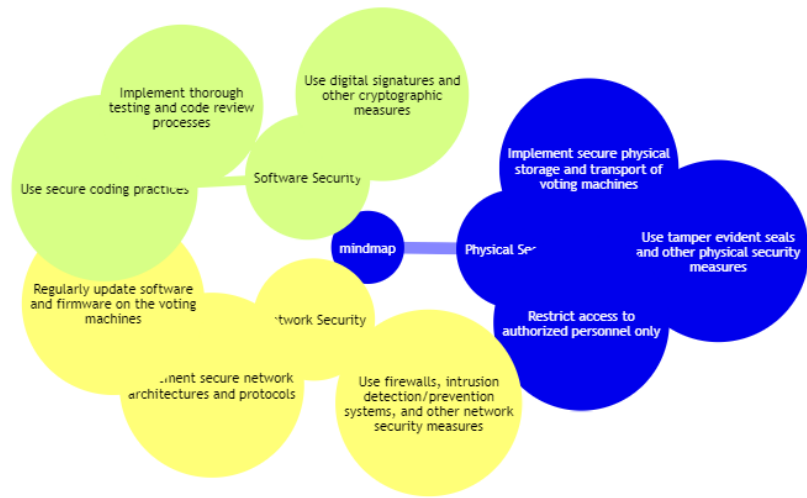 Implement thorough
testing and code review
processes
Use digital signatures and
other cryptographic
measures
Use secure coding practices
Software Security
mindmap
Physical
Implement secure physical
storage and transport of
voting machines
Use tamper evident seals
and other physical security
measures
Restrict access to
authorized personnel only
Regularly update software
and firmware on the voting
machines
Security
secure network
architectures and protocols
Use firewalls, intrusion
detection/prevention
systems, and other network
security measures